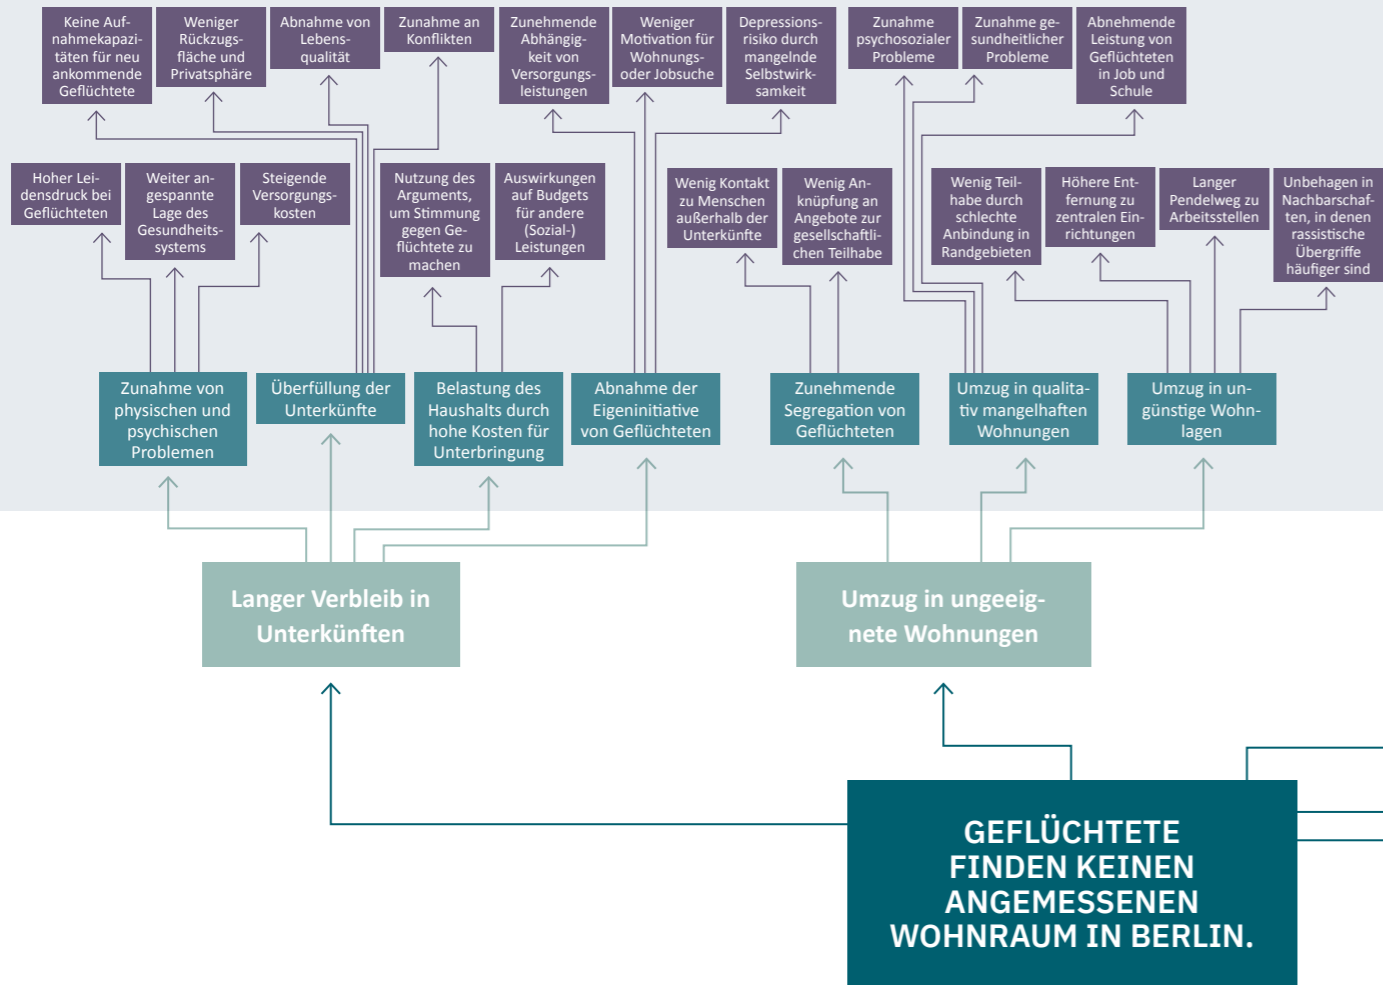 Keine Auf-
nahmekapazi-
täten für neu
ankommende
Geflüchtete
Weniger
Rückzugs-
fläche und
Privatsphäre
Abnahme von
Lebens-
qualität
Zunahme an
Konflikten
Zunehmende
Abhängig-
keit von
Versorgungs-
leistungen
Weniger
Motivation für
Wohnungs-
oder Jobsuche
Depressions-
risiko durch
mangelnde
Selbstwirk-
samkeit
Zunahme
psychosozialer
Probleme
Zunahme ge-
sundheitlicher
Probleme
Abnehmende
Leistung von
Geflüchteten
in Job und
Schule
Hoher Lei-
densdruck bei
Geflüchteten
Weiter an-
gespannte
Lage des
Gesundheits-
systems
Steigende
Versorgungs-
kosten
Nutzung des
Arguments,
um Stimmung
gegen Ge-
flüchtete zu
machen
Auswirkungen
auf Budgets
für andere
(Sozial-)
Leistungen
Wenig Kontakt
zu Menschen
außerhalb der
Unterkünfte
Wenig An-
knüpfung an
Angebote zur
gesellschaftli-
chen Teilhabe
Wenig Teil-
habe durch
schlechte
Anbindung in
Randgebieten
Höhere Ent-
fernung zu
zentralen Ein-
richtungen
Langer
Pendelweg zu
Arbeitsstellen
Unbehagen in
Nachbarschaf-
ten, in denen
rassistische
Übergriffe
häufiger sind
Zunahme von
physischen und
psychischen
Problemen
Überfüllung der
Unterkünfte
Belastung des
Haushalts durch
hohe Kosten für
Unterbringung
Abnahme der
Eigeninitiative
von Geflüchteten
Zunehmende
Segregation von
Geflüchteten
Umzug in qualita-
tiv mangelhaften
Wohnungen
Umzug in un-
günstige Wohn-
lagen
Langer Verbleib in
Unterkünften
Umzug in ungeeig-
nete Wohnungen
GEFLÜCHTETE
FINDEN KEINEN
ANGEMESSENEN
WOHNRAUM IN BERLIN.